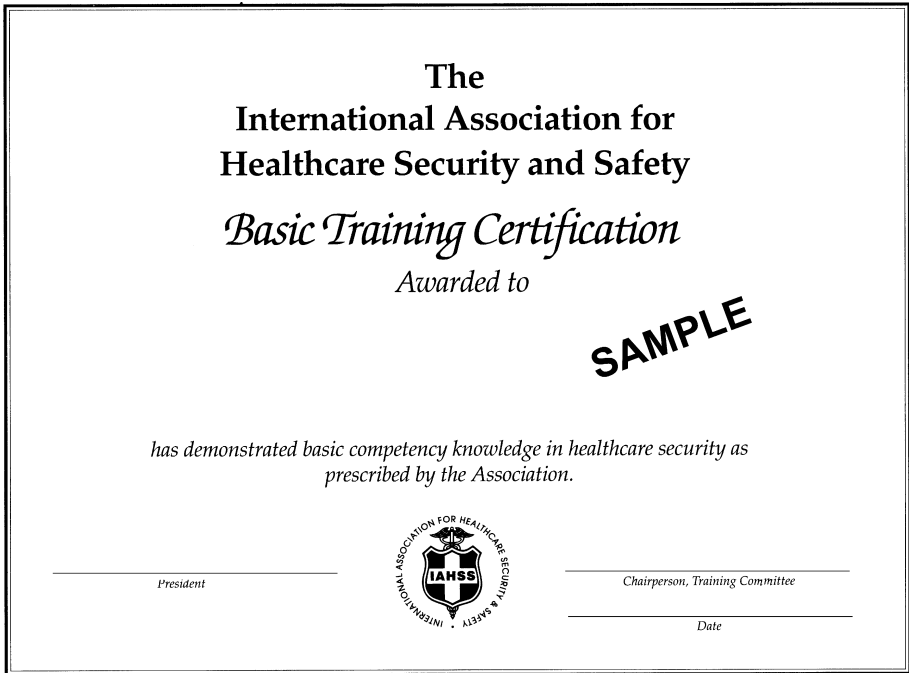 The
International Association for
Healthcare Security and Safety
Basic Training Certification
Awarded to
SAMPLE
has demonstrated basic competency knowledge in healthcare security as
prescribed by the Association.
INTERNATIONAL ASSOCIATION FOR HEALTHCARE SECURITY & SAFETY •
IAHSS
President
Chairperson, Training Committee
Date